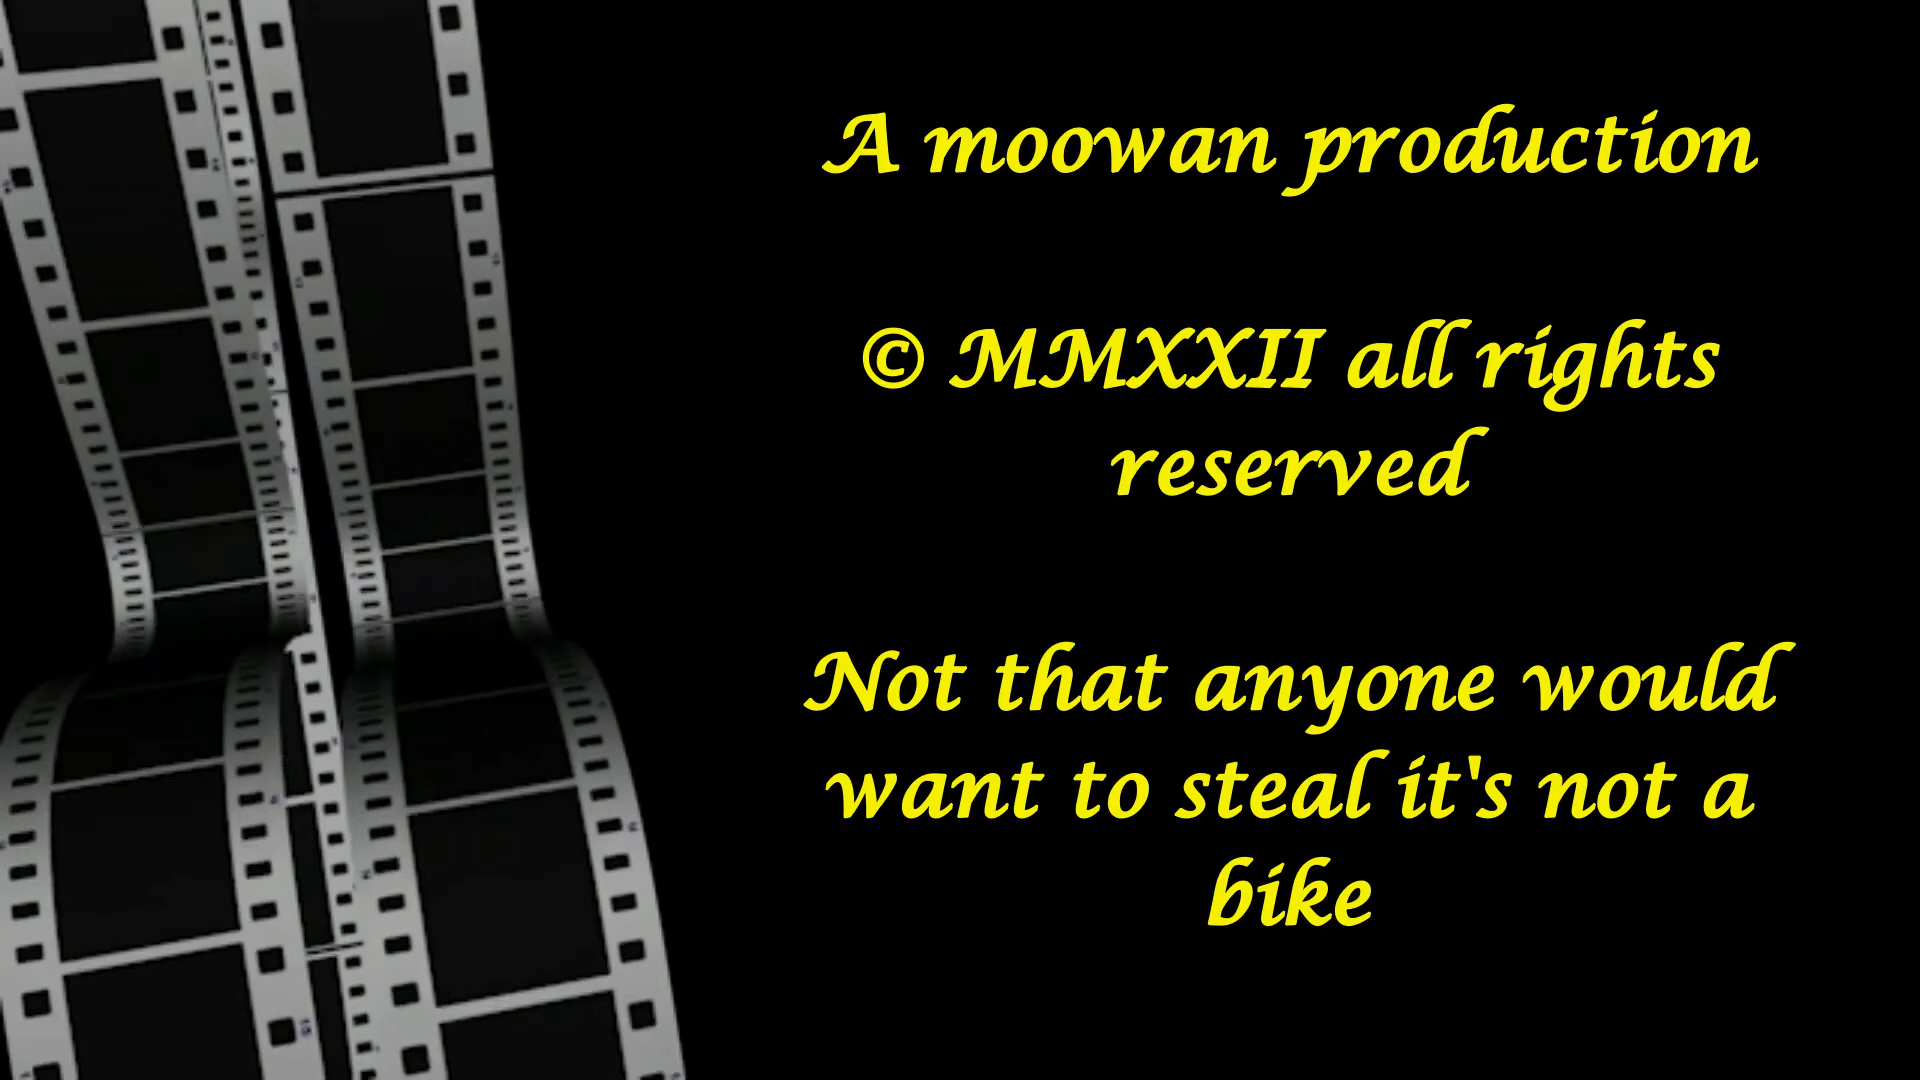 A moowan production
© MMXXII all rights
reserved
Not that anyone would
want to steal it's not a
bike